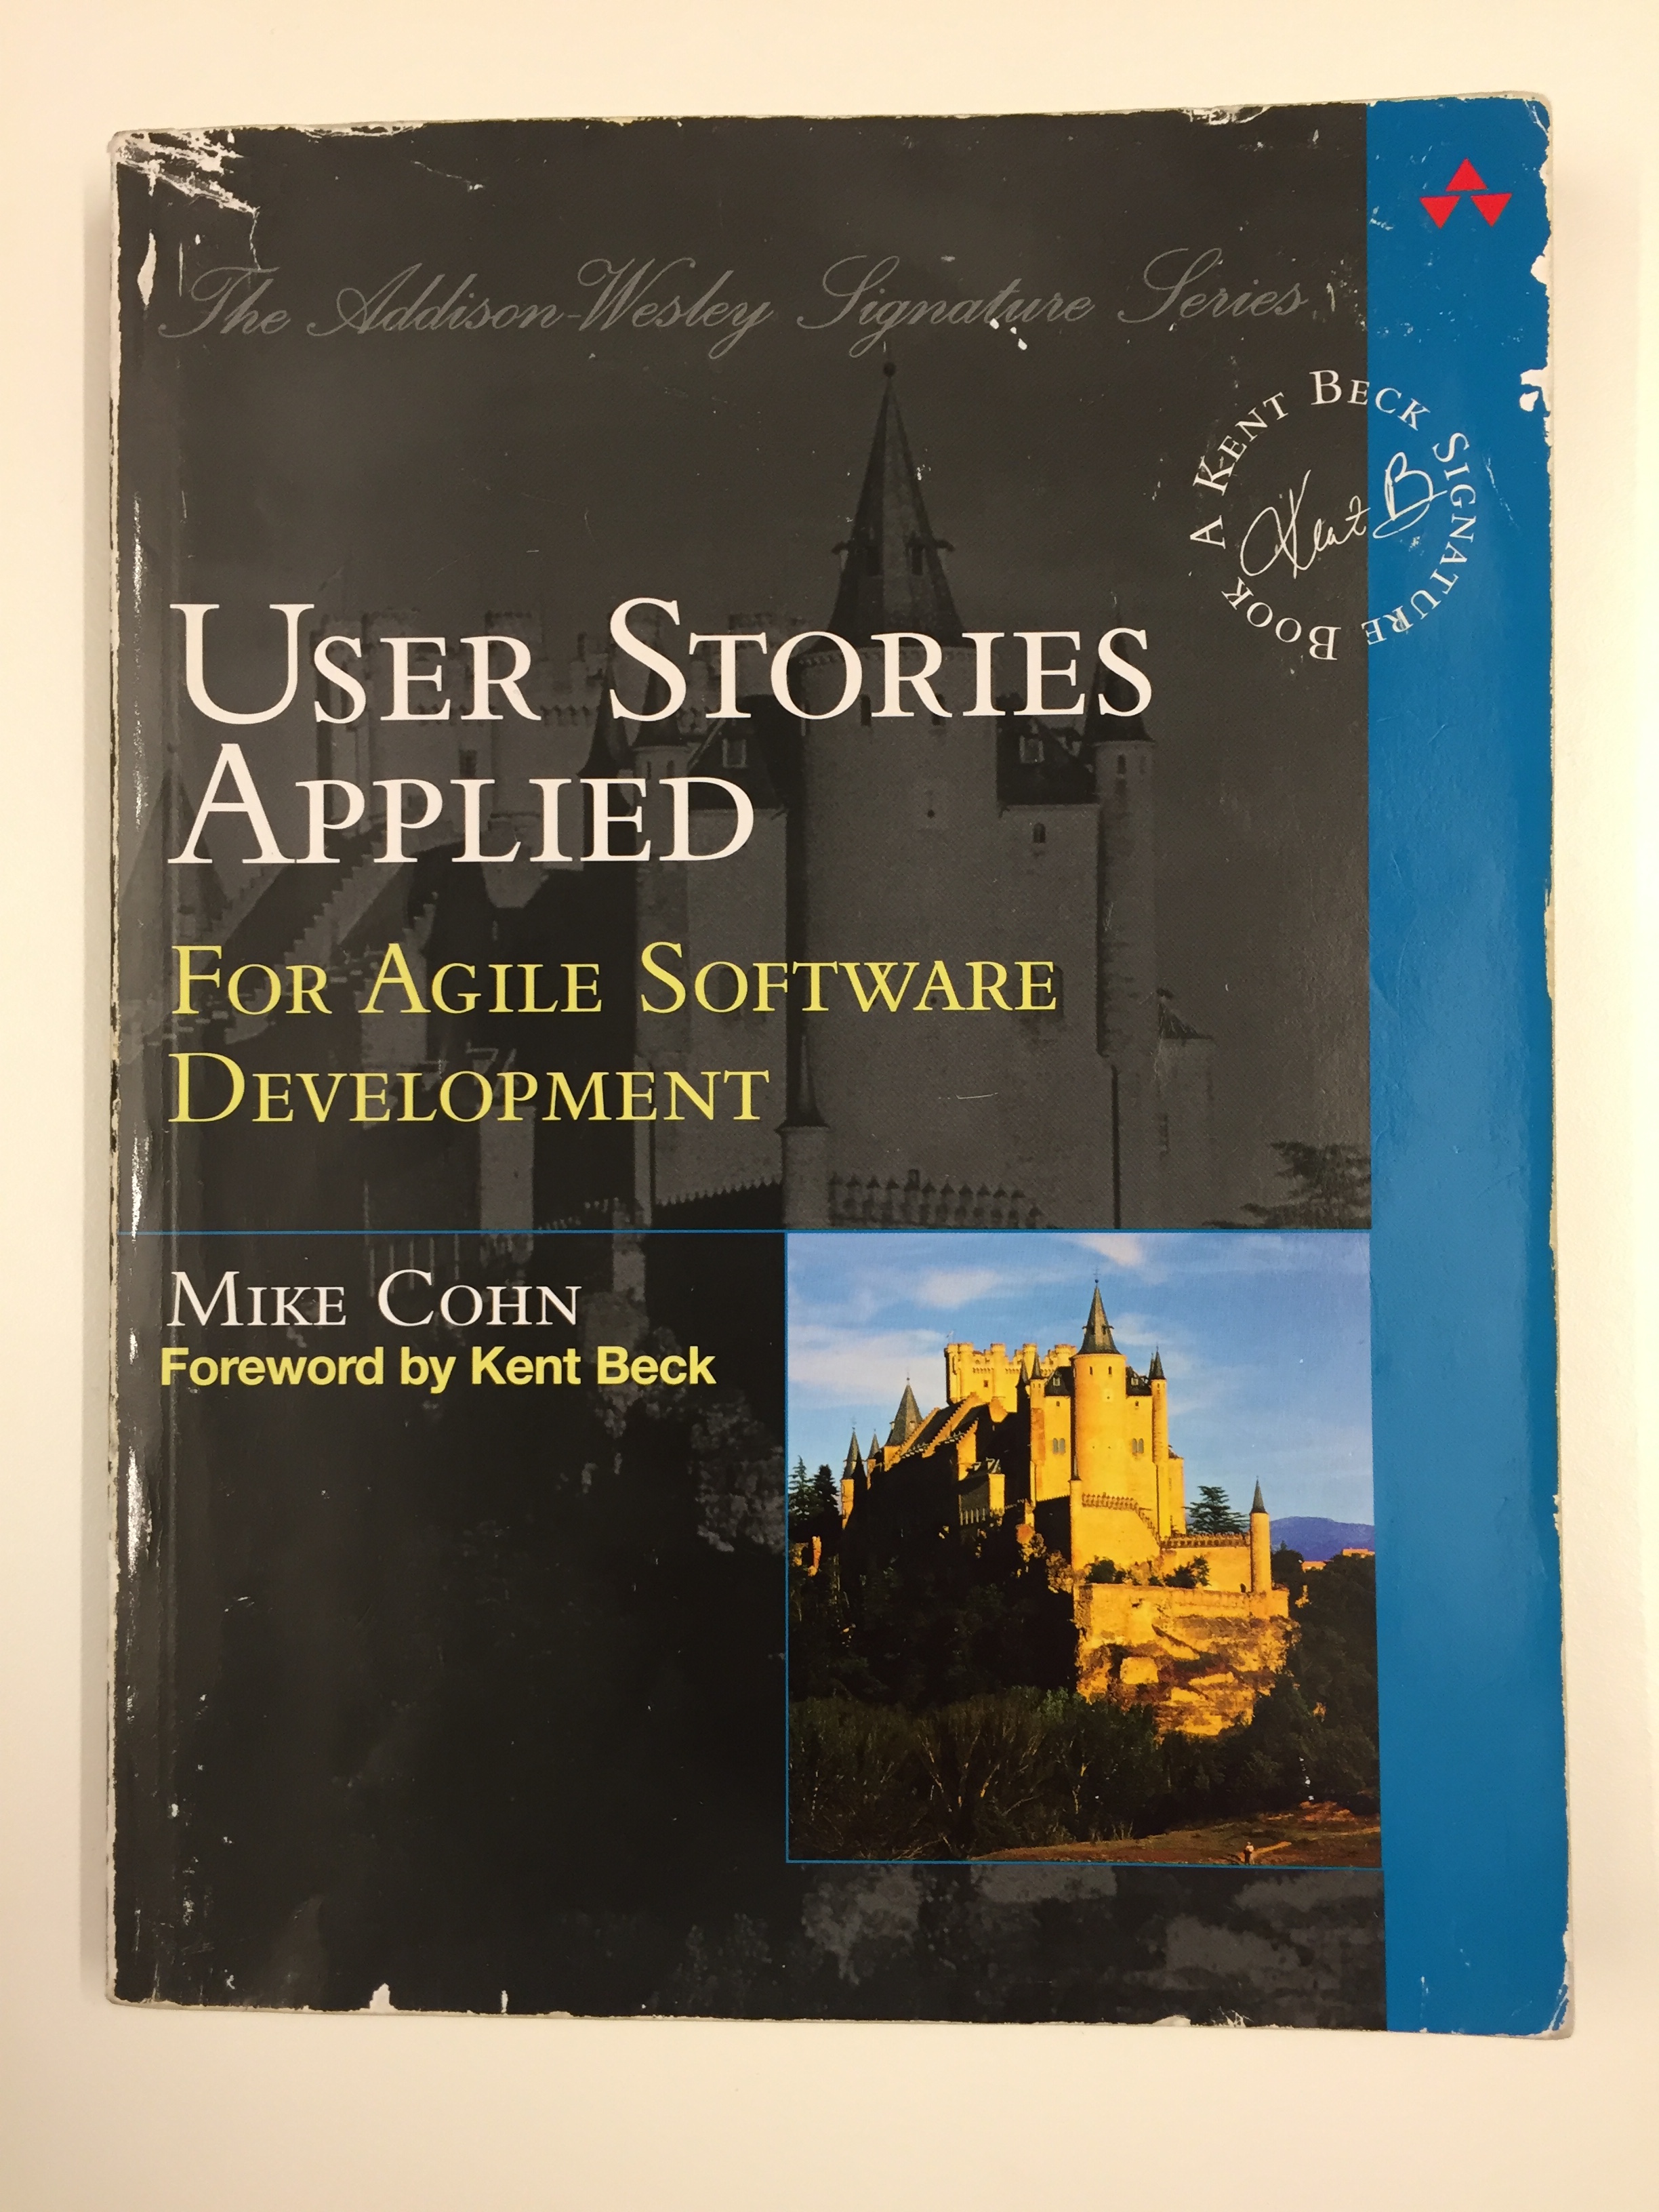 The Addison-Wesley Signature Series
A KENT BECK SIGNATURE BOOK
Kent B
USER STORIES
APPLIED
FOR AGILE SOFTWARE
DEVELOPMENT
MIKE COHN
Foreword by Kent Beck